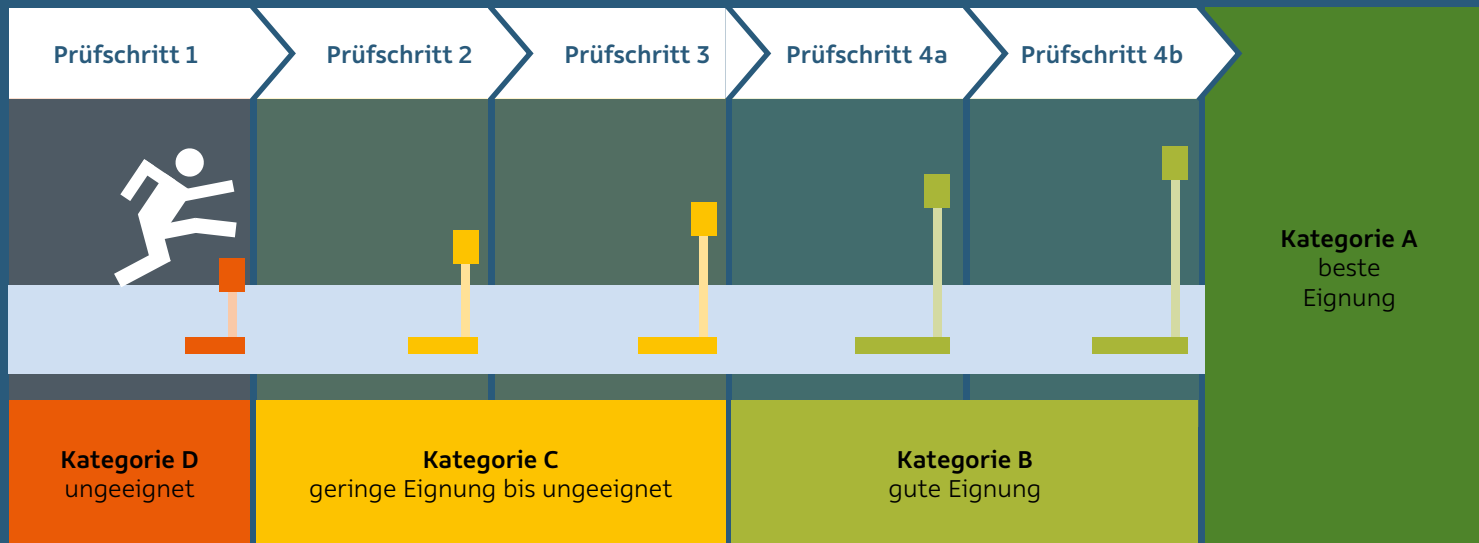 Prüfschritt 1
Prüfschritt 2
Prüfschritt 3
Prüfschritt 4a
Prüfschritt 4b
Kategorie A
beste
Eignung
Kategorie D
ungeeignet
Kategorie C
geringe Eignung bis ungeeignet
Kategorie B
gute Eignung